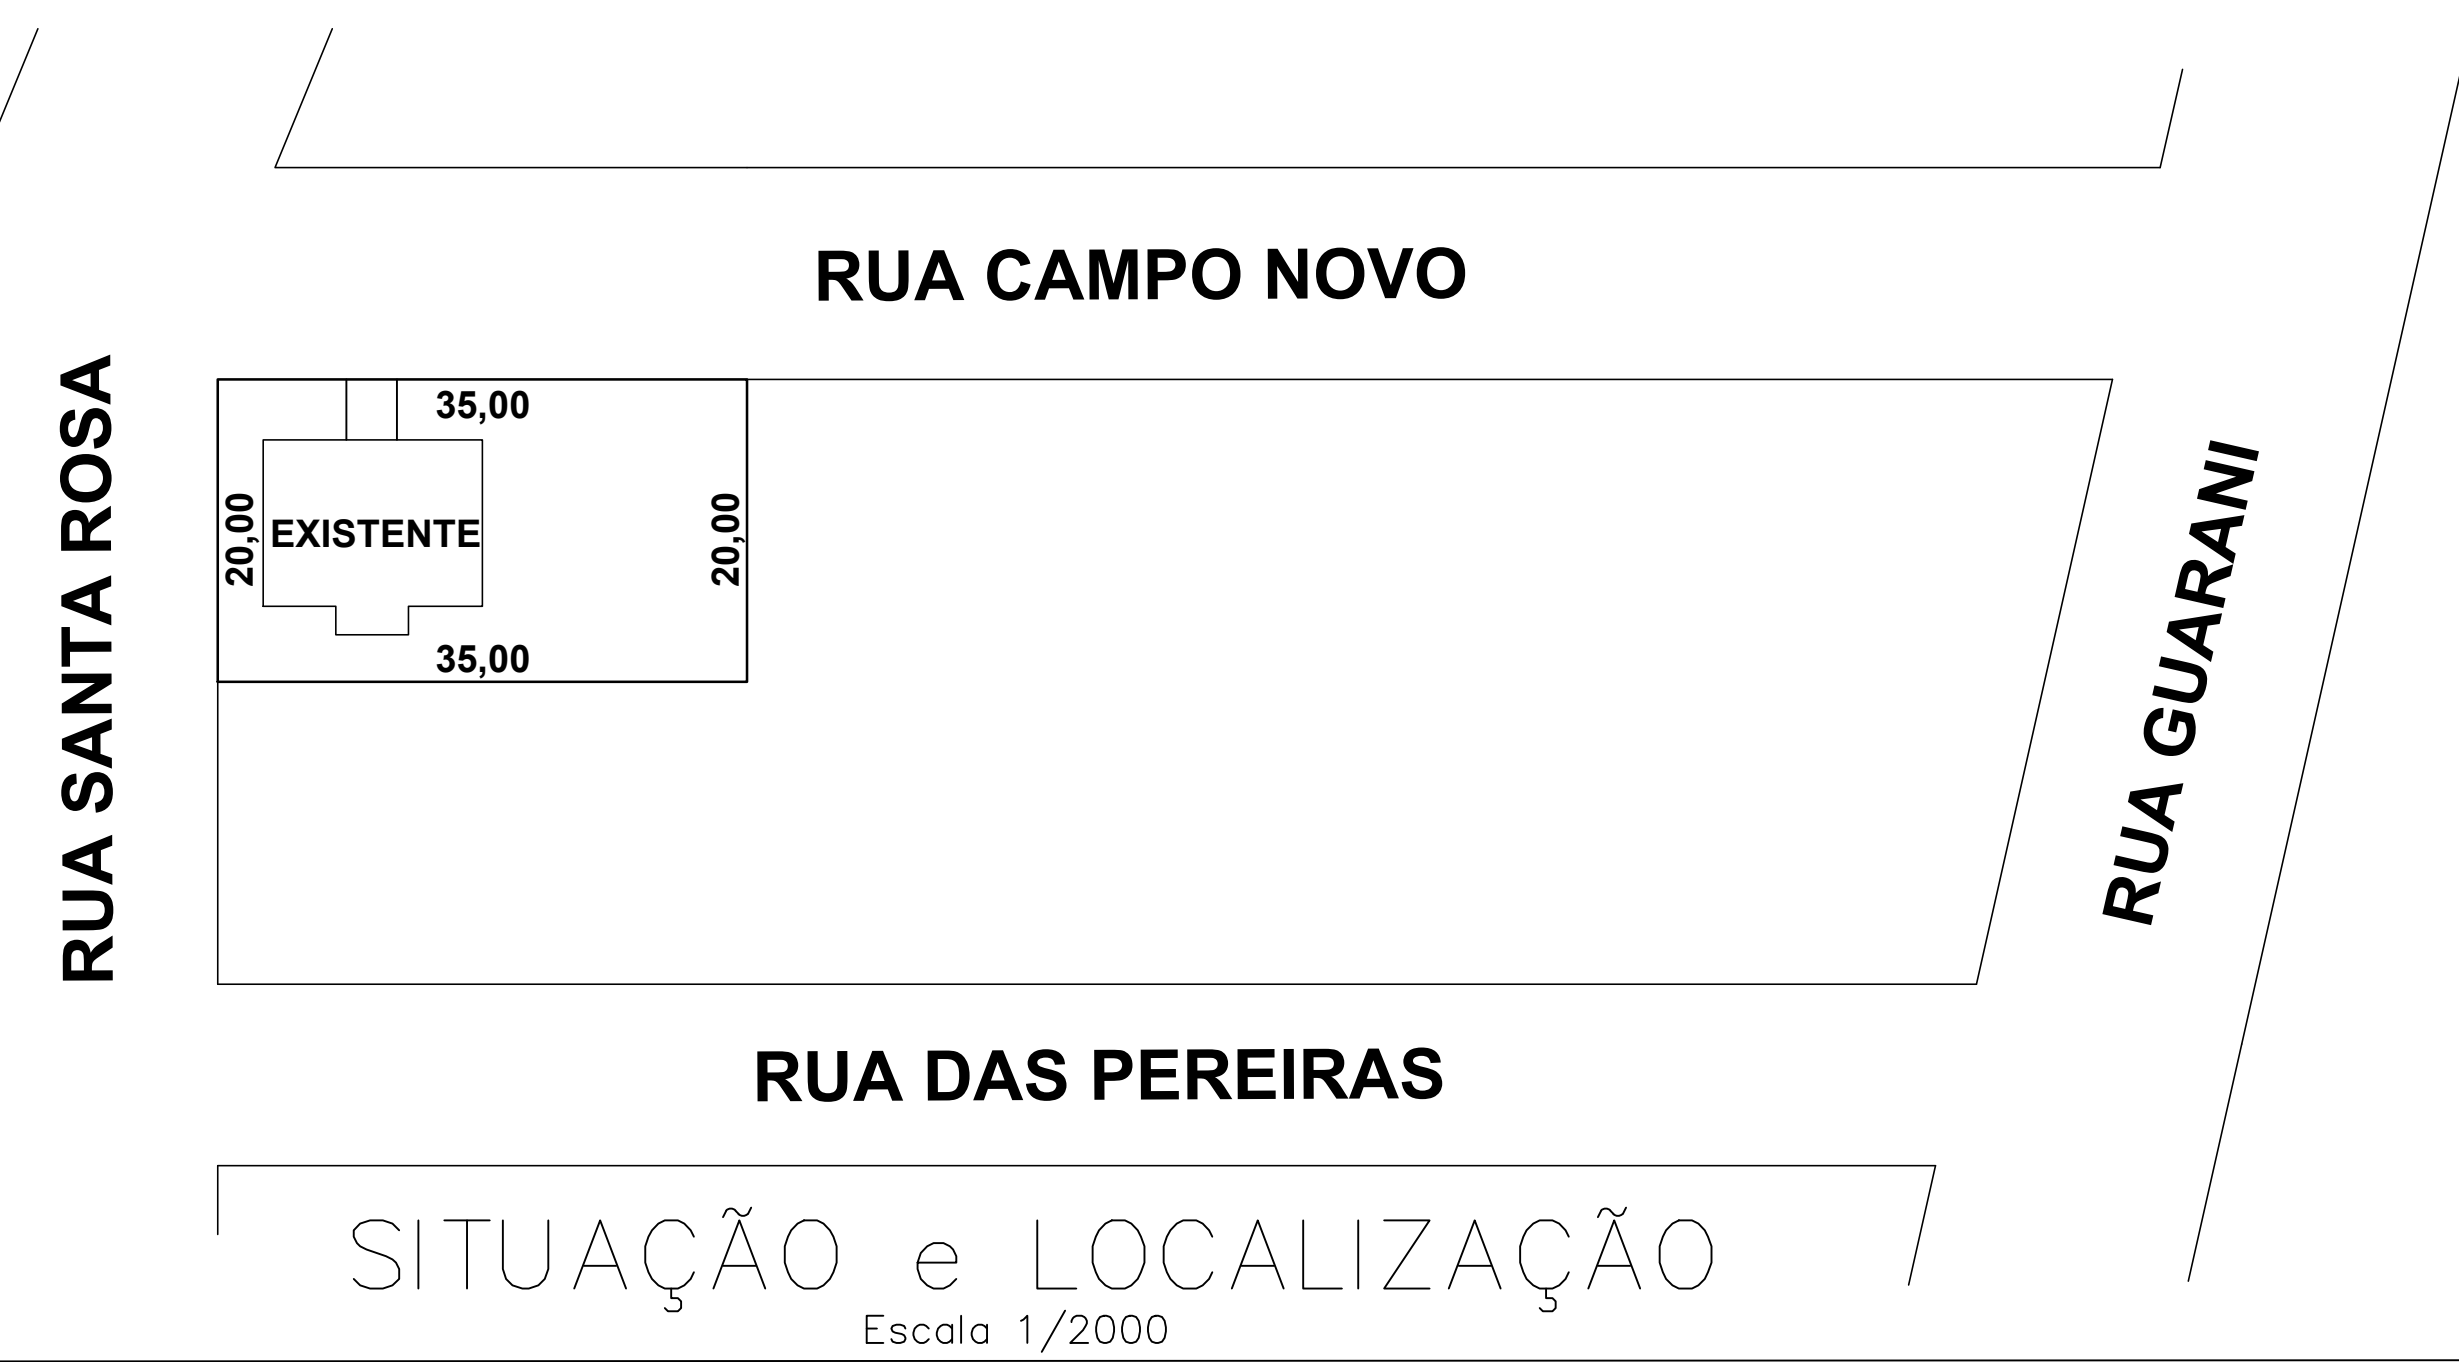 RUA CAMPO NOVO
RUA SANTA ROSA
35,00
20,00
EXISTENTE
20,00
35,00
RUA GUARANI
RUA DAS PEREIRAS
SITUAÇÃO e LOCALIZAÇÃO
Escala 1/2000